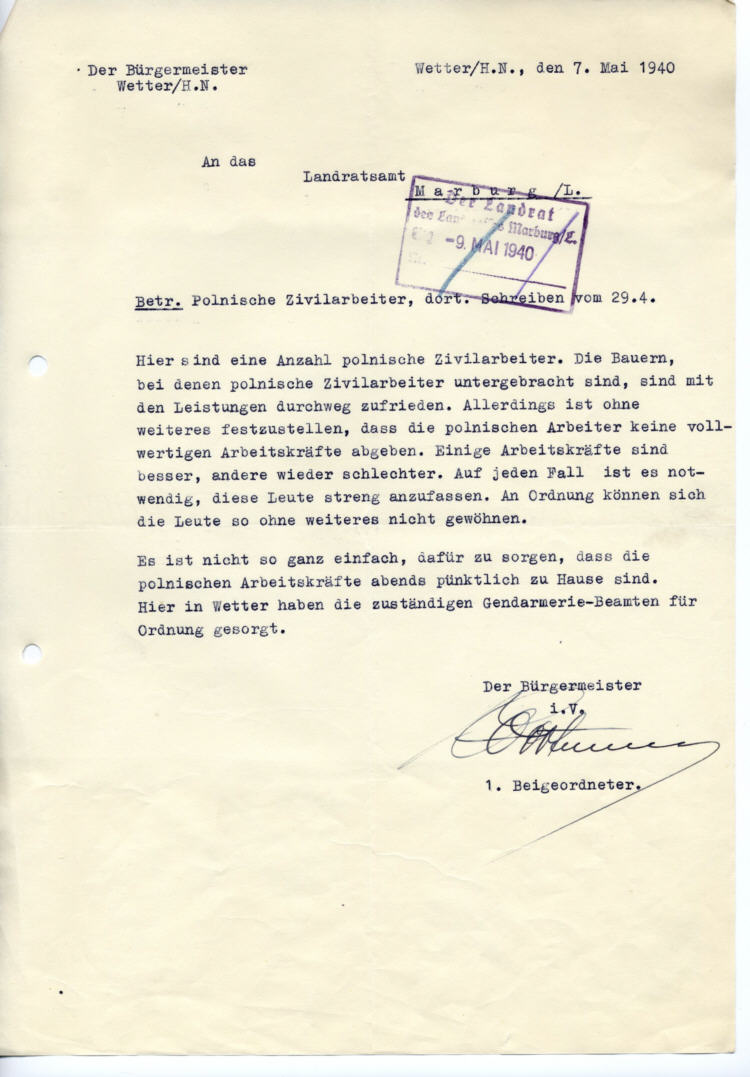 Der Bürgermeister
Wetter/H.N.
Wetter/H.N., den 7. Mai 1940
An das
Landratsamt
Marburg /L.
Der Landrat
des Marburg/L.
-9. MAI 1940
Betr. Polnische Zivilarbeiter, dort. Schreiben vom 29.4.
Hier sind eine Anzahl polnische Zivilarbeiter. Die Bauern,
bei denen polnische Zivilarbeiter untergebracht sind, sind mit
den Leistungen durchweg zufrieden. Allerdings ist ohne
weiteres festzustellen, dass die polnischen Arbeiter keine voll-
wertigen Arbeitskräfte abgeben. Einige Arbeitskräfte sind
besser, andere wieder schlechter. Auf jeden Fall ist es not-
wendig, diese Leute streng anzufassen. An Ordnung können sich
die Leute so ohne weiteres nicht gewöhnen.
Es ist nicht so ganz einfach, dafür zu sorgen, dass die
polnischen Arbeitskräfte abends pünktlich zu Hause sind.
Hier in Wetter haben die zuständigen Gendarmerie-Beamten für
Ordnung gesorgt.
Der Bürgermeister
i.V.
1. Beigeordneter.